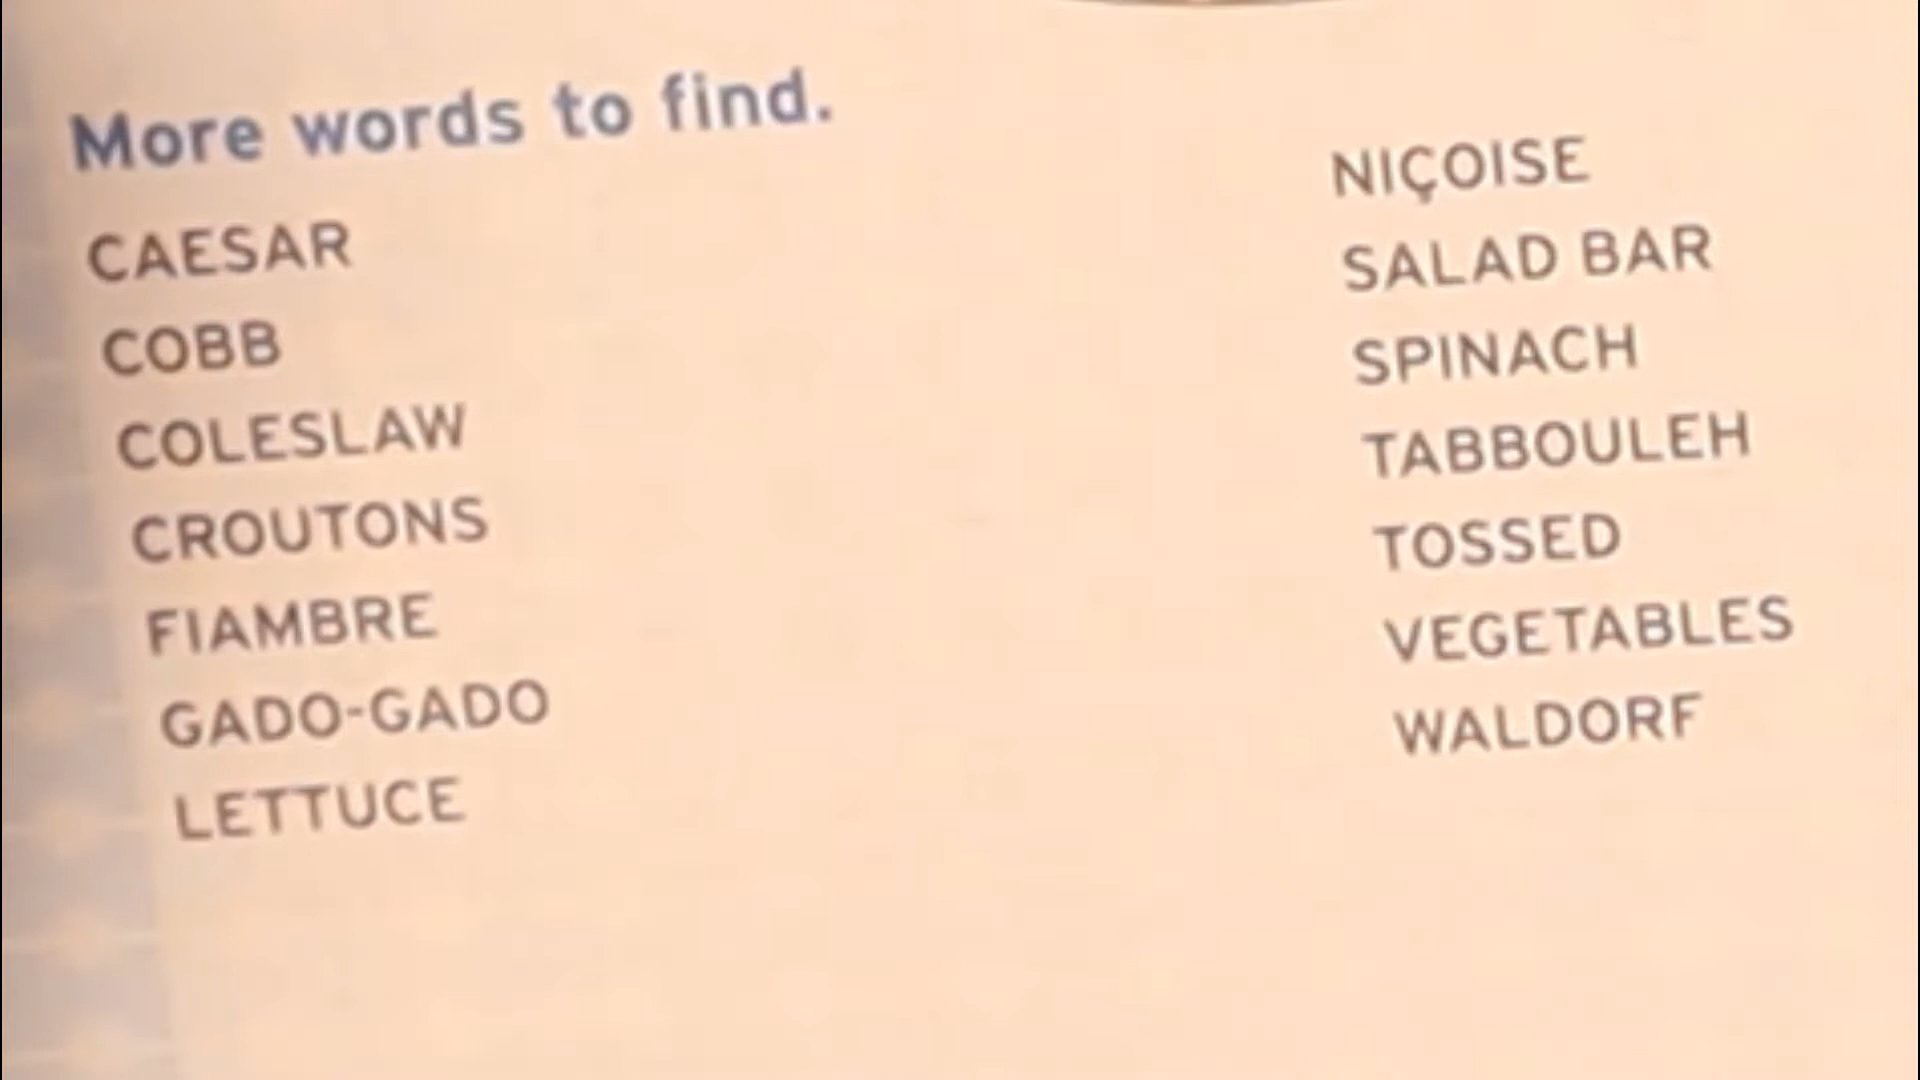 More words to find.
CAESAR
COBB
COLESLAW
CROUTONS
FIAMBRE
GADO-GADO
LETTUCE
NIÇOISE
SALAD BAR
SPINACH
TABBOULEH
TOSSED
VEGETABLES
WALDORF